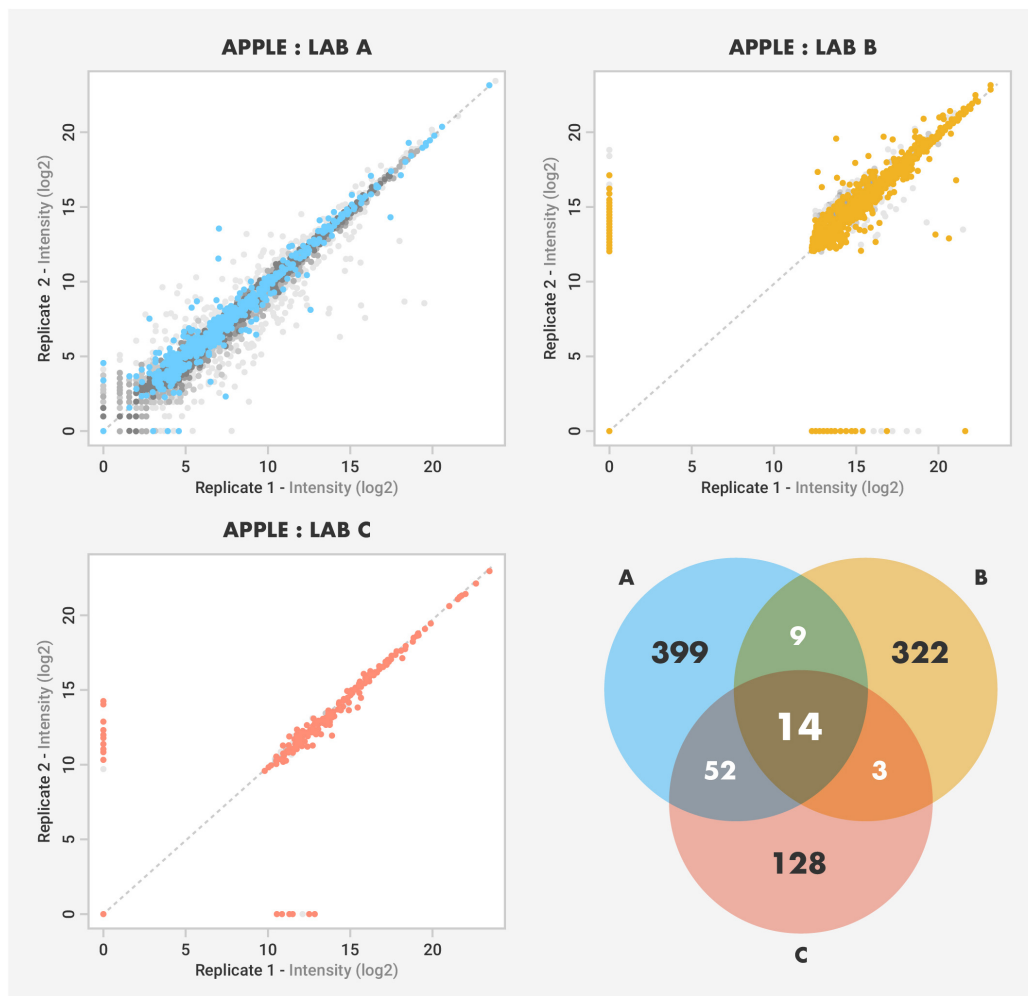 APPLE : LAB A
Replicate 2 - Intensity (log2)
20
15
10
5
0
0 5 10 15 20
Replicate 1 - Intensity (log2)
APPLE : LAB B
Replicate 2 - Intensity (log2)
20
15
10
5
0
0 5 10 15 20
Replicate 1 - Intensity (log2)
APPLE : LAB C
Replicate 2 - Intensity (log2)
20
15
10
5
0
0 5 10 15 20
Replicate 1 - Intensity (log2)
A B
9
399 322
14
52 3
128
C